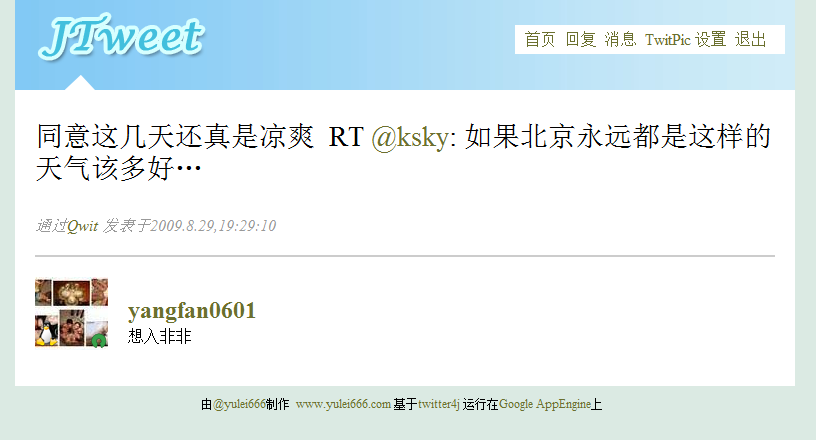 JTweet
首页 回复 消息 TwitPic 设置 退出
同意这几天还真是凉爽 RT @ksky: 如果北京永远都是这样的
天气该多好…
通过Qwit 发表于2009.8.29,19:29:10
yangfan0601
想入非非
由@yulei666制作 www.yulei666.com 基于twitter4j 运行在Google AppEngine上